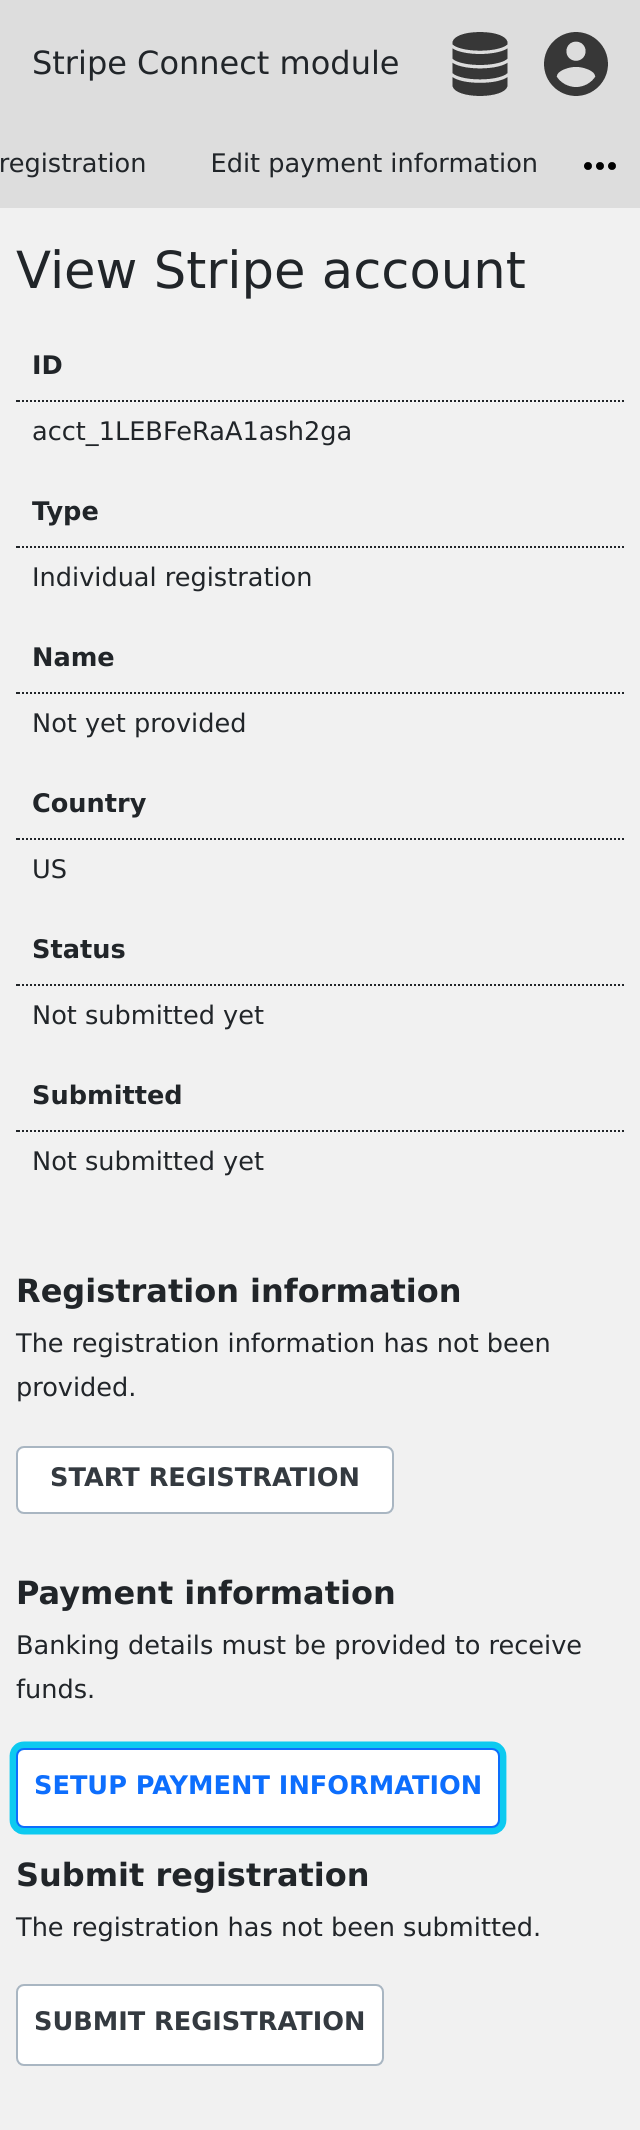 Stripe Connect module
registration Edit payment information •••
View Stripe account
ID
acct_1LEBFeRaA1ash2ga
Type
Individual registration
Name
Not yet provided
Country
US
Status
Not submitted yet
Submitted
Not submitted yet
Registration information
The registration information has not been
provided.
START REGISTRATION
Payment information
Banking details must be provided to receive
funds.
SETUP PAYMENT INFORMATION
Submit registration
The registration has not been submitted.
SUBMIT REGISTRATION